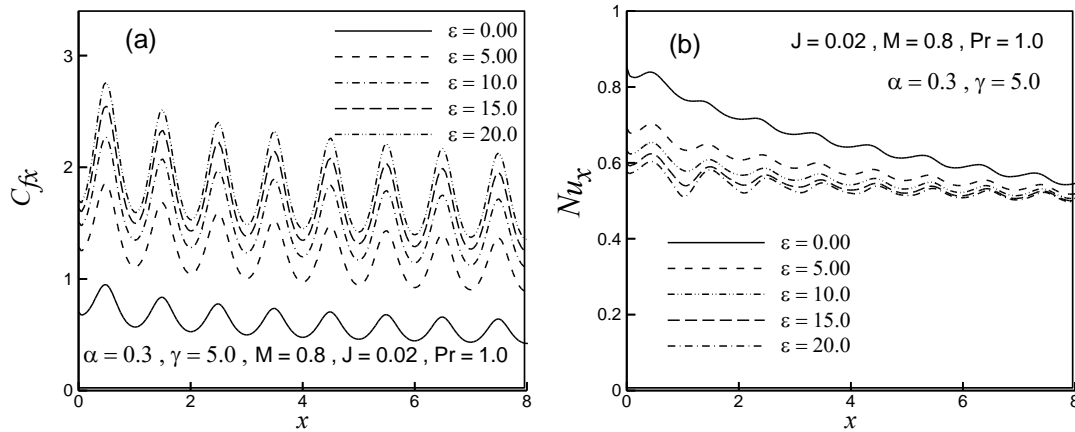 (a)
ε = 0.00
ε = 5.00
ε = 10.0
ε = 15.0
ε = 20.0
3
2
1
0
C_{fx}
α = 0.3 , γ = 5.0 , M = 0.8 , J = 0.02 , Pr = 1.0
0 2 4 6 8
x
(b)
J = 0.02 , M = 0.8 , Pr = 1.0
α = 0.3 , γ = 5.0
1
0.8
0.6
0.4
0.2
0
Nu_x
ε = 0.00
ε = 5.00
ε = 10.0
ε = 15.0
ε = 20.0
0 2 4 6 8
x